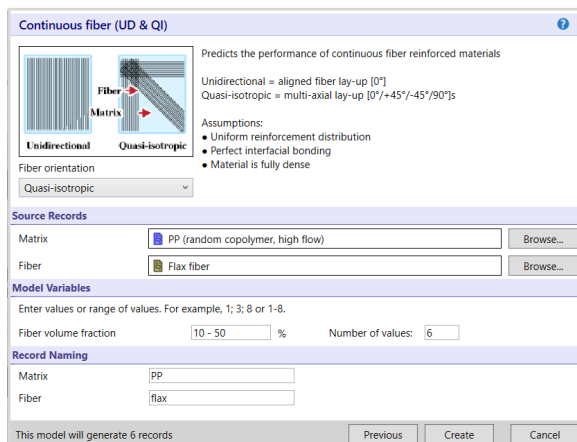 Continuous fiber (UD & QI)
?
Predicts the performance of continuous fiber reinforced materials
Unidirectional = aligned fiber lay-up [0°]
Quasi-isotropic = multi-axial lay-up [0°/+45°/-45°/90°]s
Fiber
Matrix
Unidirectional Quasi-isotropic
Assumptions:
● Uniform reinforcement distribution
● Perfect interfacial bonding
● Material is fully dense
Fiber orientation
Quasi-isotropic
Source Records
Matrix PP (random copolymer, high flow) Browse...
Fiber Flax fiber Browse...
Model Variables
Enter values or range of values. For example, 1; 3; 8 or 1-8.
Fiber volume fraction 10 - 50 % Number of values: 6
Record Naming
Matrix PP
Fiber flax
This model will generate 6 records Previous Create Cancel